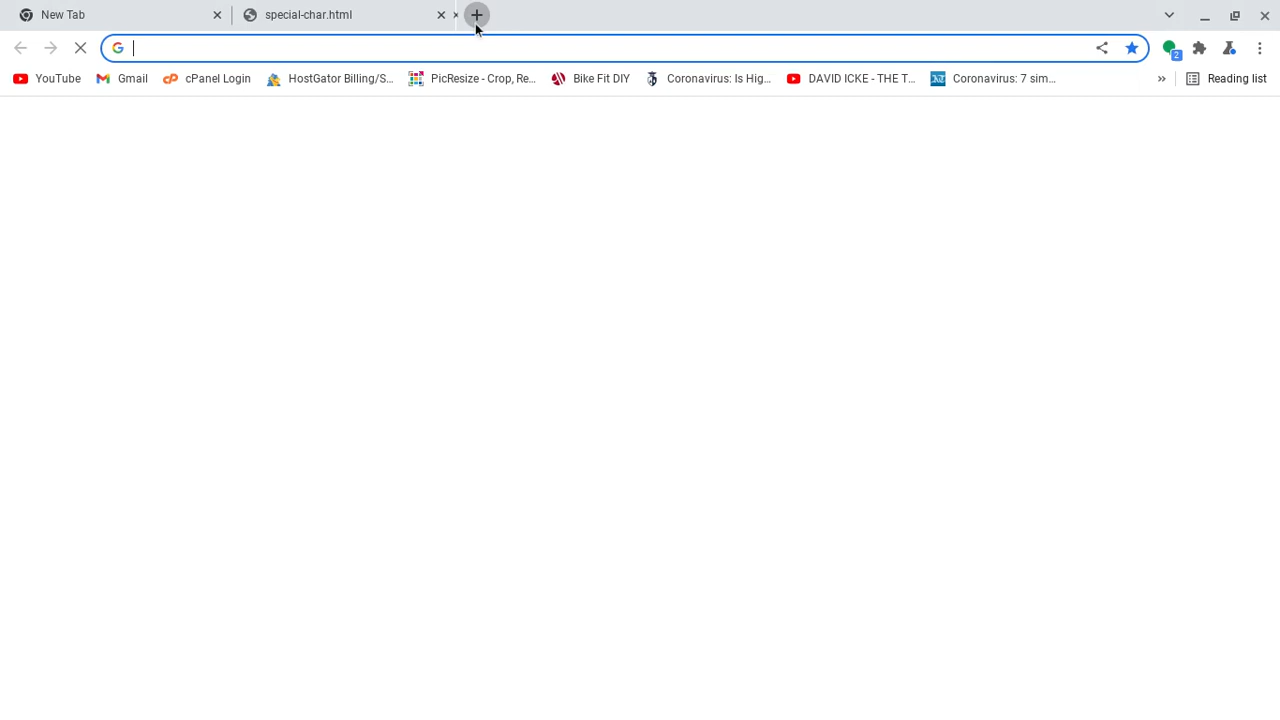 New Tab special-char.html
YouTube Gmail cPanel Login HostGator Billing/S... PicResize - Crop, Re... Bike Fit DIY Coronavirus: Is Hig... DAVID ICKE - THE T... Coronavirus: 7 sim... » Reading list
2